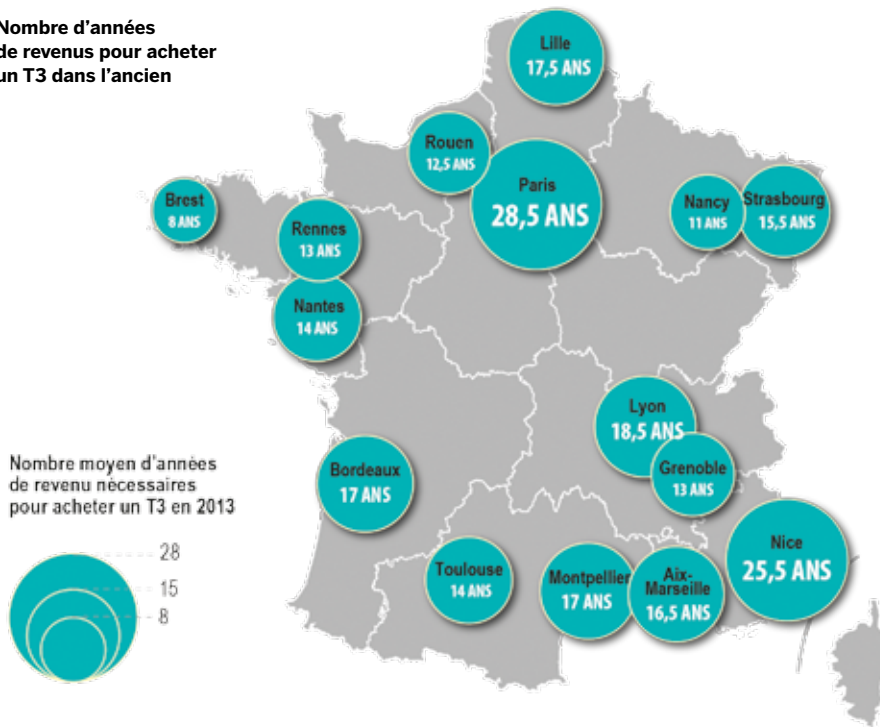 Nombre d’années
de revenus pour acheter
un T3 dans l’ancien
Lille
17,5 ANS
Rouen
12,5 ANS
Paris
28,5 ANS
Nancy
11 ANS
Strasbourg
15,5 ANS
Brest
8 ANS
Rennes
13 ANS
Nantes
14 ANS
Lyon
18,5 ANS
Grenoble
13 ANS
Bordeaux
17 ANS
Nice
25,5 ANS
Toulouse
14 ANS
Montpellier
17 ANS
Aix-
Marseille
16,5 ANS
Nombre moyen d'années
de revenu nécessaires
pour acheter un T3 en 2013
28
15
8